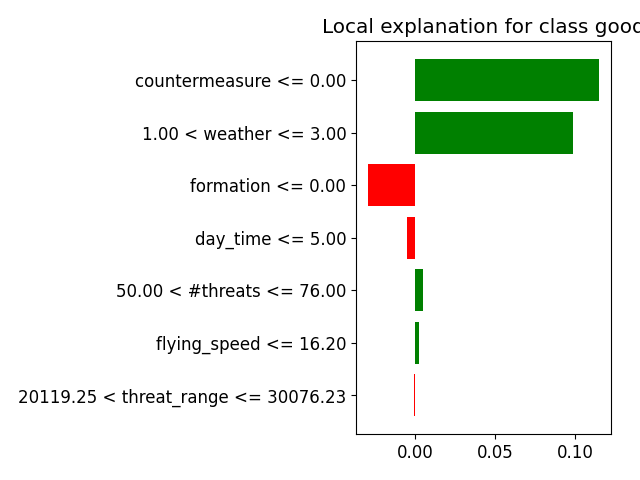 Local explanation for class good
countermeasure <= 0.00
1.00 < weather <= 3.00
formation <= 0.00
day_time <= 5.00
50.00 < #threats <= 76.00
flying_speed <= 16.20
20119.25 < threat_range <= 30076.23
0.00 0.05 0.10